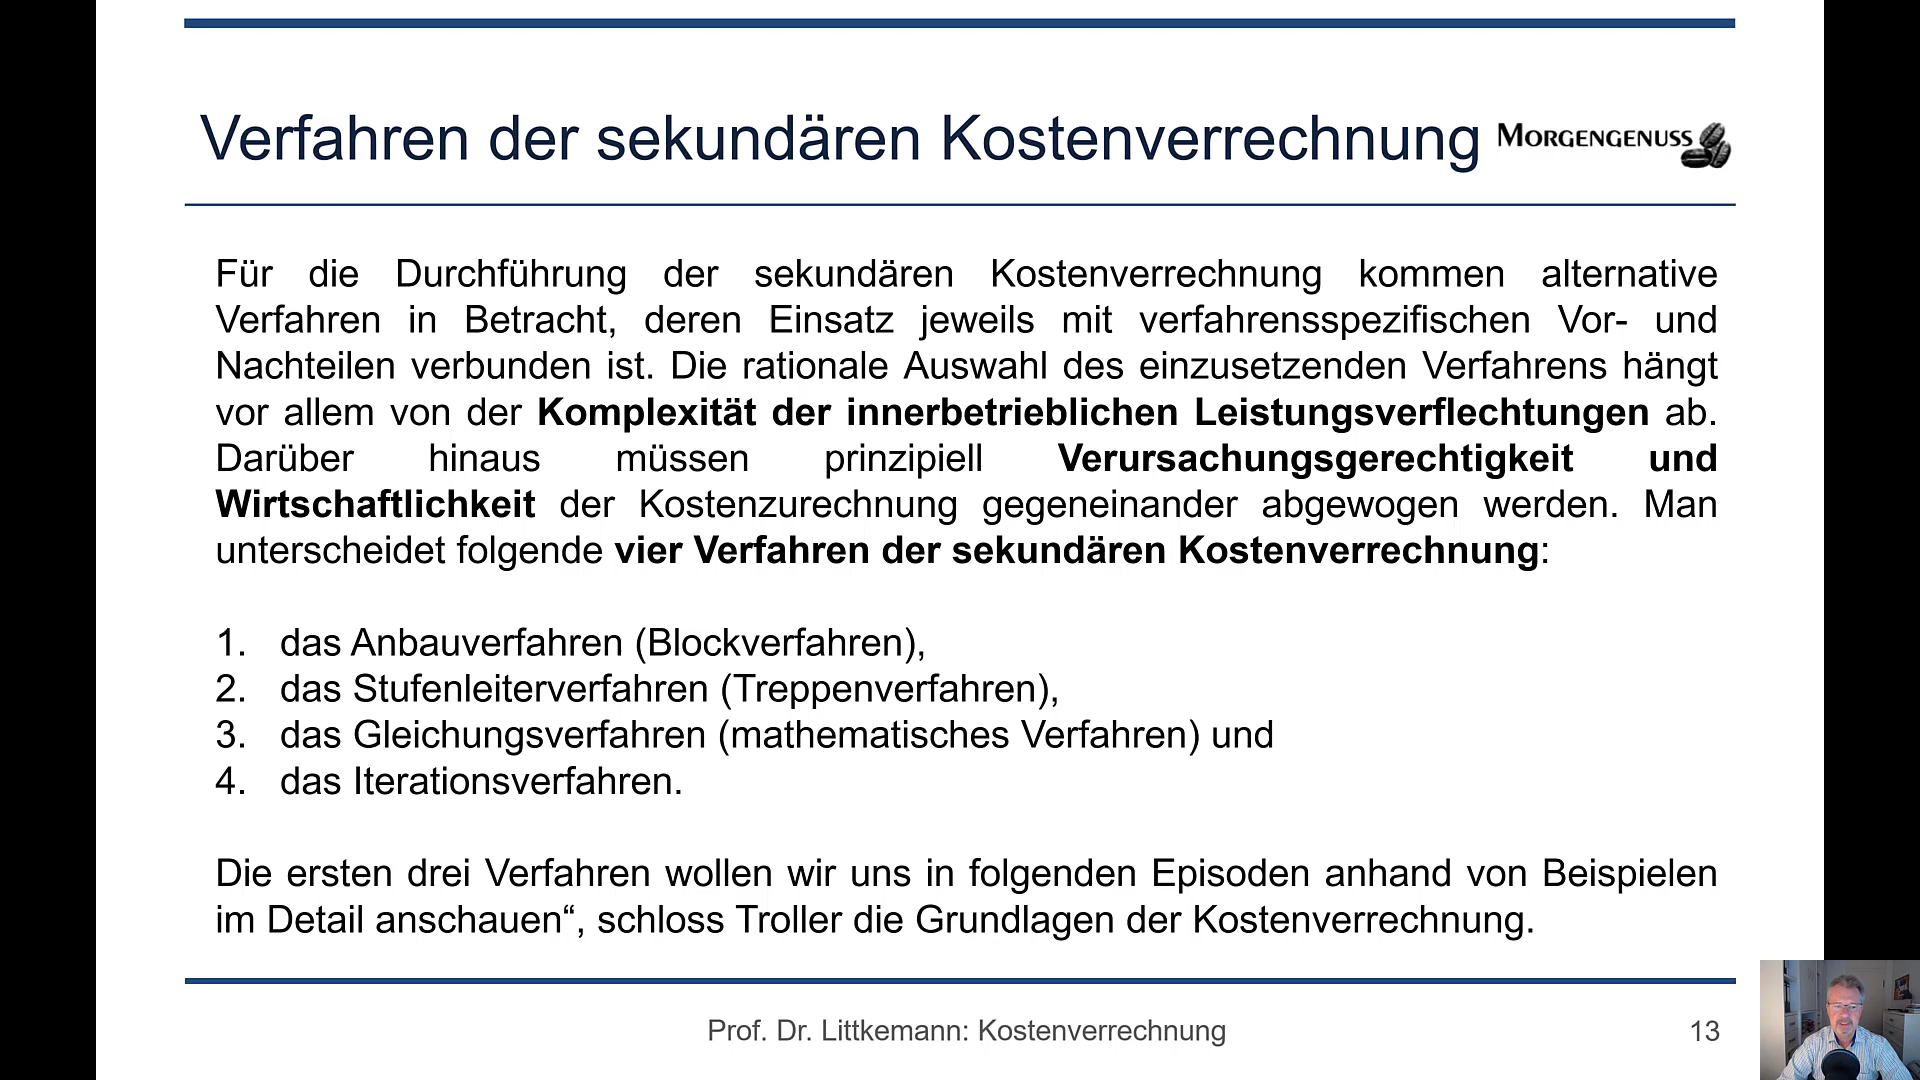 Verfahren der sekundären Kostenverrechnung
MORGENGENUSS
Für die Durchführung der sekundären Kostenverrechnung kommen alternative
Verfahren in Betracht, deren Einsatz jeweils mit verfahrensspezifischen Vor- und
Nachteilen verbunden ist. Die rationale Auswahl des einzusetzenden Verfahrens hängt
vor allem von der Komplexität der innerbetrieblichen Leistungsverflechtungen ab.
Darüber hinaus müssen prinzipiell Verursachungsgerechtigkeit und
Wirtschaftlichkeit der Kostenzurechnung gegeneinander abgewogen werden. Man
unterscheidet folgende vier Verfahren der sekundären Kostenverrechnung:
1. das Anbauverfahren (Blockverfahren),
2. das Stufenleiterverfahren (Treppenverfahren),
3. das Gleichungsverfahren (mathematisches Verfahren) und
4. das Iterationsverfahren.
Die ersten drei Verfahren wollen wir uns in folgenden Episoden anhand von Beispielen
im Detail anschauen“, schloss Troller die Grundlagen der Kostenverrechnung.
Prof. Dr. Littkemann: Kostenverrechnung
13